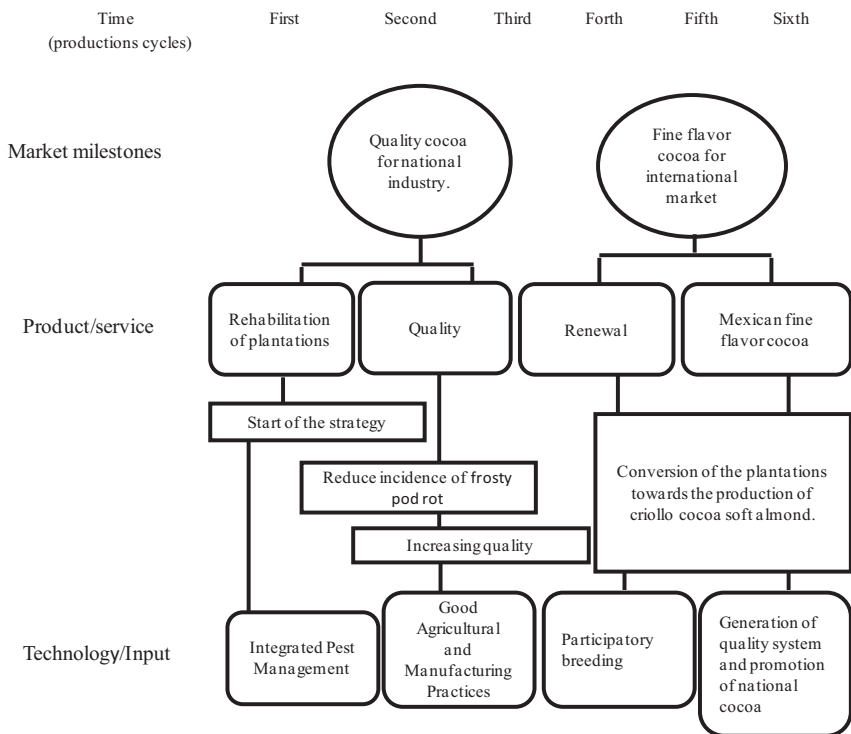 Time First Second Third Forth Fifth Sixth
(productions cycles)
Market milestones
Quality cocoa
for national
industry.
Fine flavor
cocoa for
international
market
Product/service
Rehabilitation
of plantations
Quality
Renewal
Mexican fine
flavor cocoa
Start of the strategy
Reduce incidence of frosty
pod rot
Increasing quality
Conversion of the plantations
towards the production of
criollo cocoa soft almond.
Technology/Input
Integrated Pest
Management
Good
Agricultural
and
Manufacturing
Practices
Participatory
breeding
Generation of
quality system
and promotion
of national
cocoa